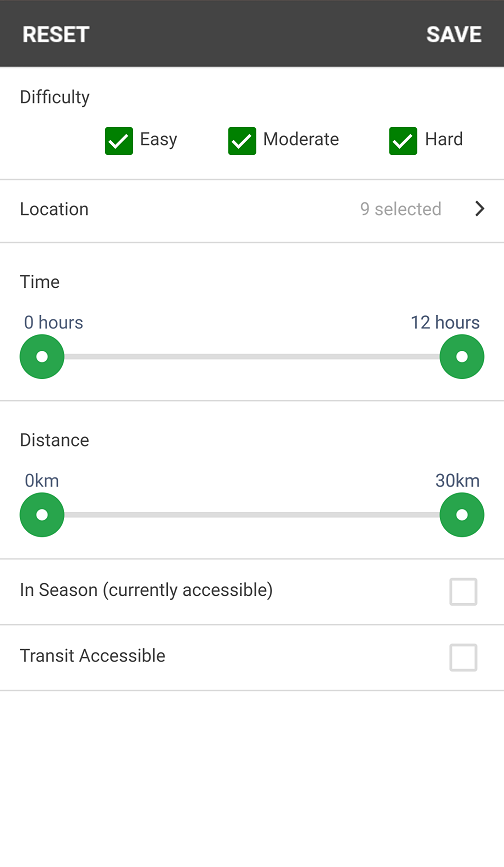 RESET SAVE
Difficulty
Easy Moderate Hard
Location 9 selected
Time
0 hours 12 hours
Distance
0km 30km
In Season (currently accessible)
Transit Accessible